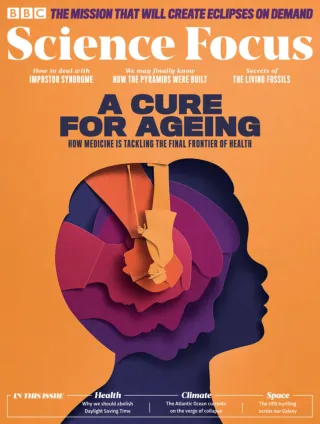 BBC THE MISSION THAT WILL CREATE ECLIPSES ON DEMAND
Science Focus
How to deal with
IMPOSTOR SYNDROME
We may finally know
HOW THE PYRAMIDS WERE BUILT
Secrets of
THE LIVING FOSSILS
A CURE
FOR AGEING
HOW MEDICINE IS TACKLING THE FINAL FRONTIER OF HEALTH
IN THIS ISSUE
Health
Why we should abolish
Daylight Saving Time
Climate
The Atlantic Ocean currents
on the verge of collapse
Space
The UFO hurtling
across our Galaxy